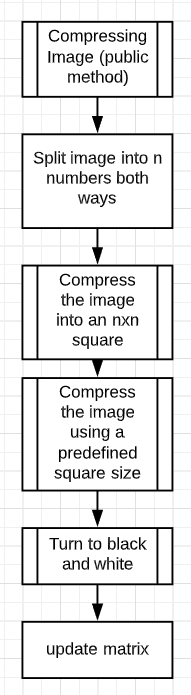 Compressing
Image (public
method)
Split image into n
numbers both
ways
Compress
the image
into an nxn
square
Compress
the image
using a
predefined
square size
Turn to black
and white
update matrix